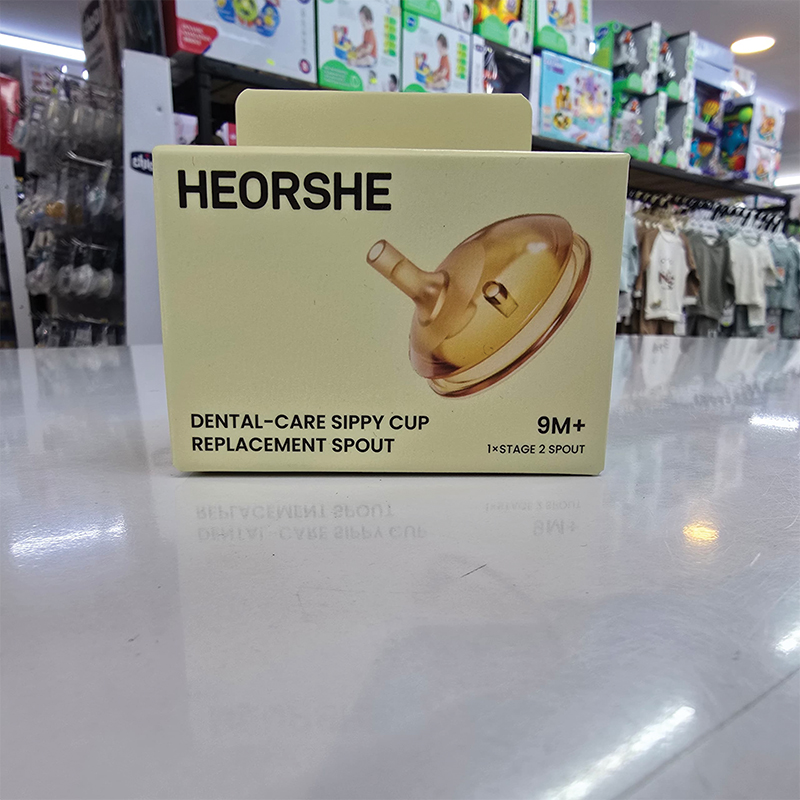 HEORSHE
DENTAL-CARE SIPPY CUP
REPLACEMENT SPOUT
9M+
1×STAGE 2 SPOUT